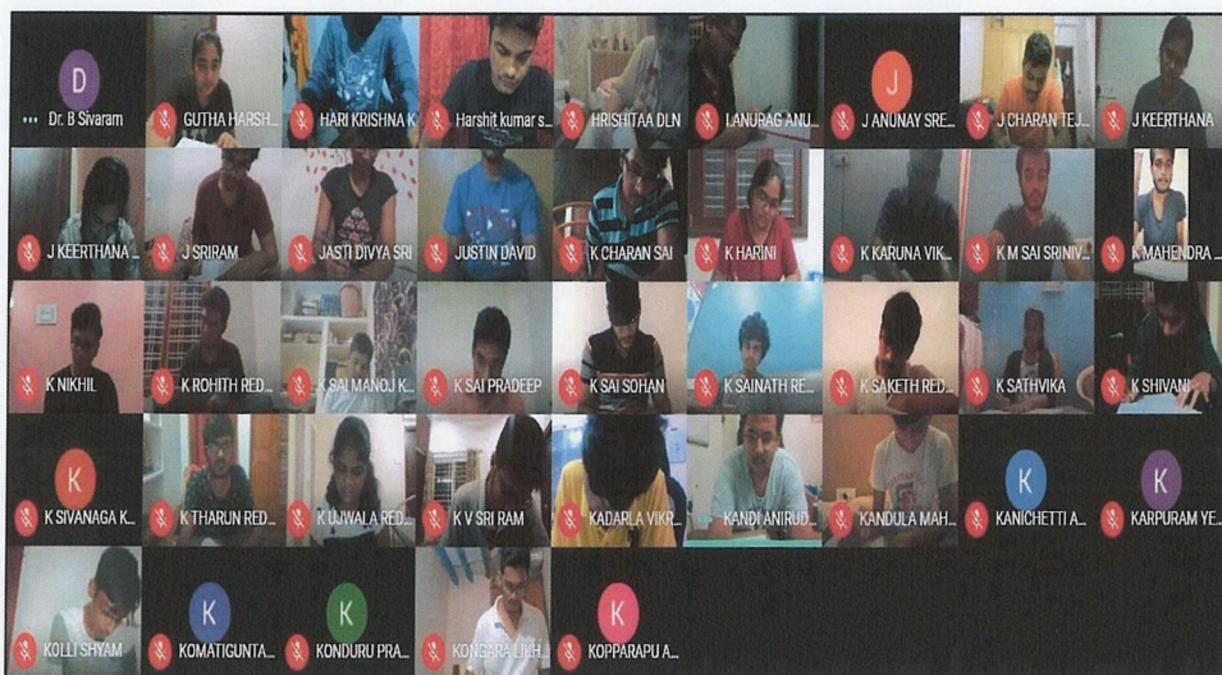 D
Dr. B Sivaram
GUTHA HARSH...
HARI KRISHNA K
Harshit kumar s...
HRISHITAA DLN
I ANURAG ANU...
J
J ANUNAY SRE...
J CHARAN TEJ...
J KEERTHANA
J KEERTHANA ...
J SRIRAM
JASTI DIVYA SRI
JUSTIN DAVID
K CHARAN SAI
K HARINI
K KARUNA VIK...
K M SAI SRINIV...
K MAHENDRA ...
K NIKHIL
K ROHITH RED...
K SAI MANOJ K...
K SAI PRADEEP
K SAI SOHAN
K SAINATH RE...
K SAKETH RED...
K SATHVIKA
K SHIVANI
K
K SIVANAGA K...
K THARUN RED...
K UJWALA RED...
K V SRI RAM
KADARLA VIKR...
KANDI ANIRUD...
KANDULA MAH...
K
KANICHETTI A...
K
KARPURAM YE...
KOLLI SHYAM
K
KOMATIGUNTA...
K
KONDURU PRA...
KONGARA LIKH...
K
KOPPARAPU A...